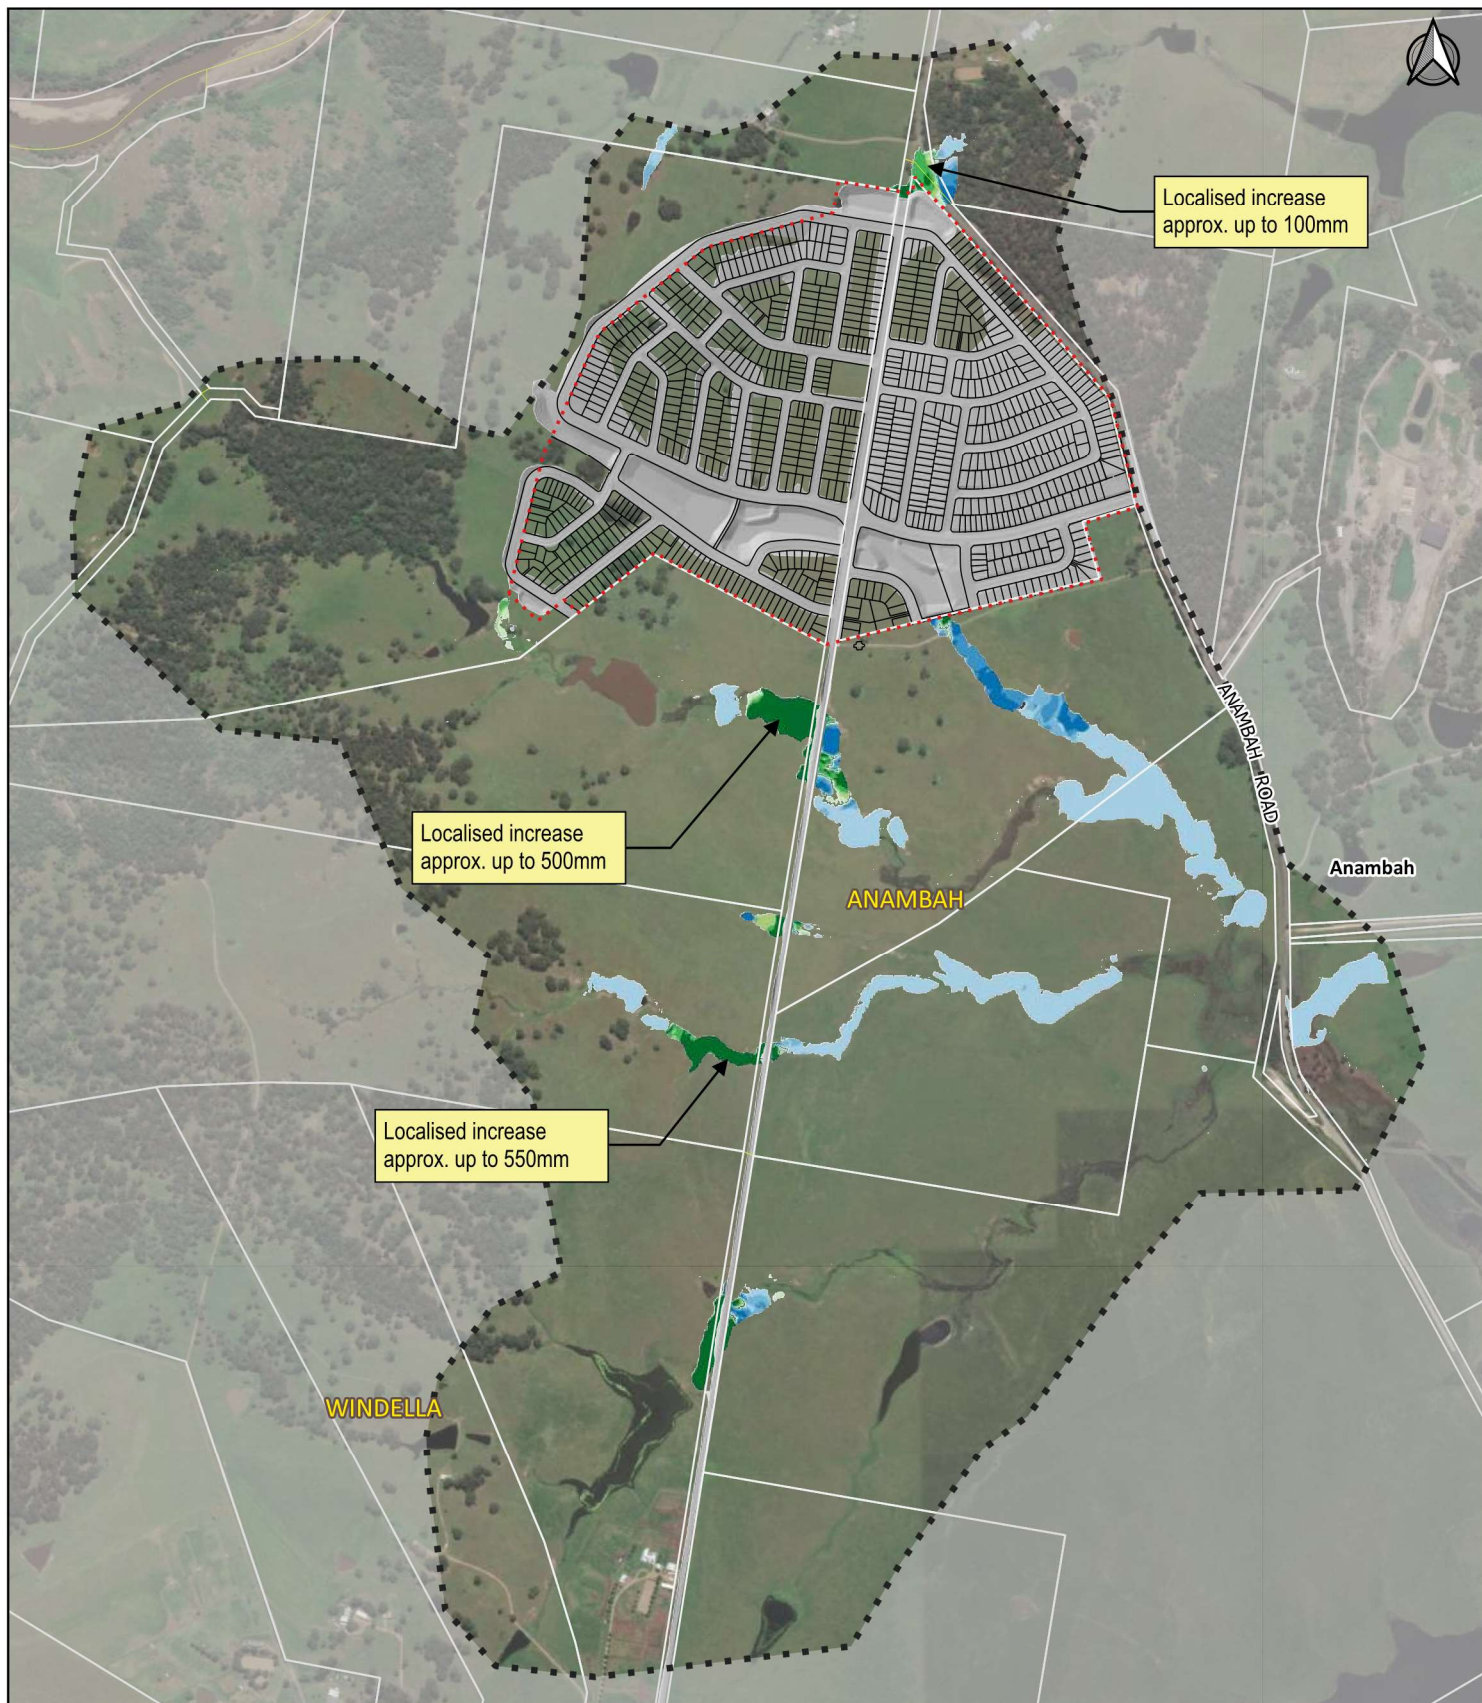 Localised increase
approx. up to 100mm
ANAMBAH ROAD
Localised increase
approx. up to 500mm
Anambah
ANAMBAH
Localised increase
approx. up to 550mm
WINDELLA